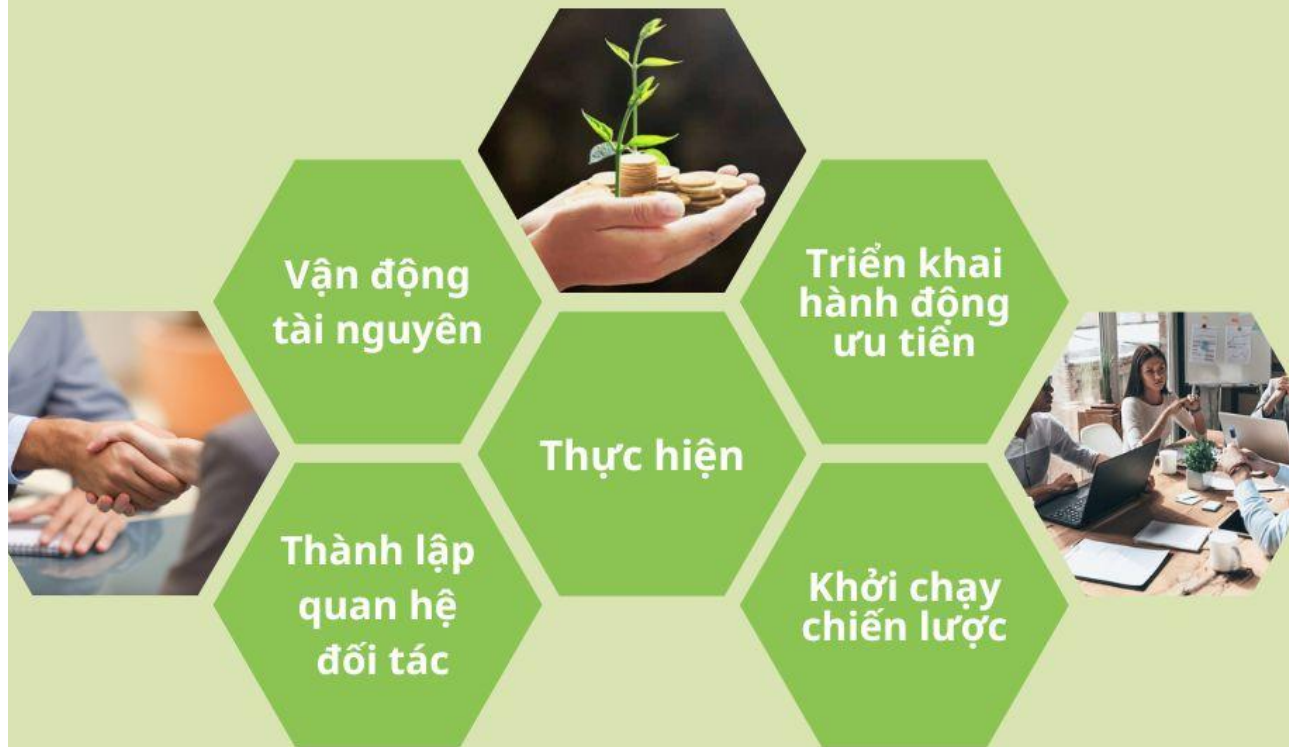 Vận động
tài nguyên
Triển khai
hành động
ưu tiên
Thực hiện
Thành lập
quan hệ
đối tác
Khởi chạy
chiến lược